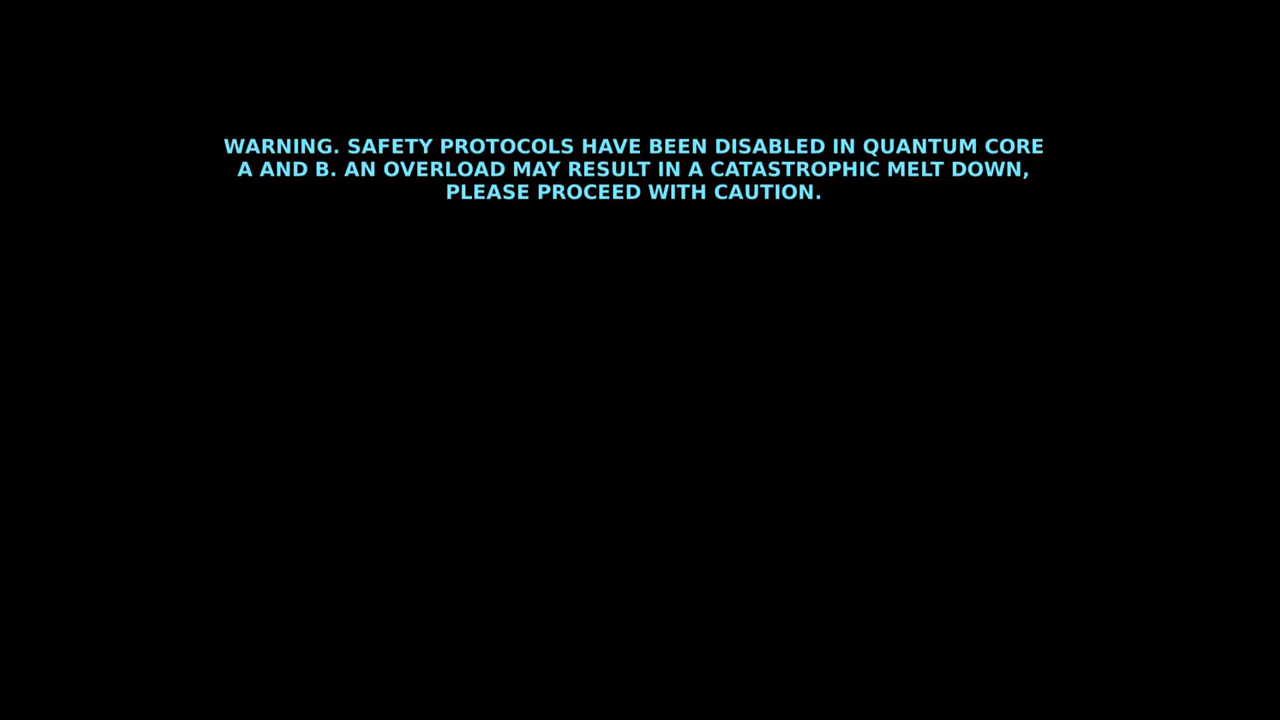 WARNING. SAFETY PROTOCOLS HAVE BEEN DISABLED IN QUANTUM CORE
A AND B. AN OVERLOAD MAY RESULT IN A CATASTROPHIC MELT DOWN,
PLEASE PROCEED WITH CAUTION.